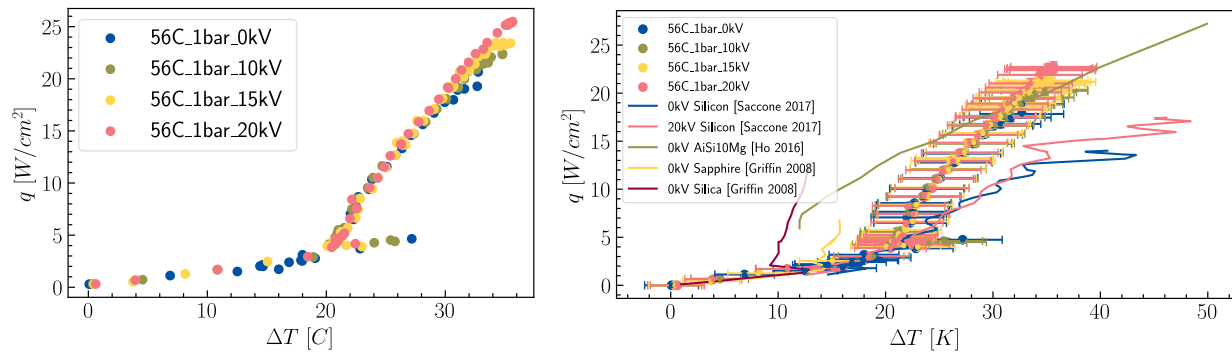 56C_1bar_0kV
56C_1bar_10kV
56C_1bar_15kV
56C_1bar_20kV
25
20
15
10
5
0
q [W/cm²]
0
10
20
30
ΔT [C]
56C_1bar_0kV
56C_1bar_10kV
56C_1bar_15kV
56C_1bar_20kV
0kV Silicon [Saccone 2017]
20kV Silicon [Saccone 2017]
0kV AiSi10Mg [Ho 2016]
0kV Sapphire [Griffin 2008]
0kV Silica [Griffin 2008]
25
20
15
10
5
0
q [W/cm²]
0
10
20
30
40
50
ΔT [K]